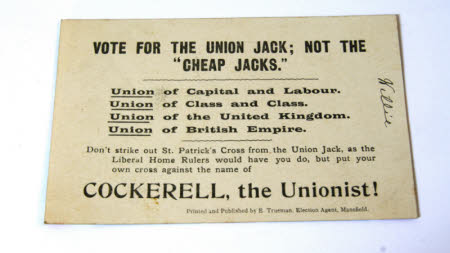 VOTE FOR THE UNION JACK; NOT THE
"CHEAP JACKS."
Union of Capital and Labour.
Union of Class and Class.
Union of the United Kingdom.
Union of British Empire.
Don't strike out St. Patrick's Cross from the Union Jack, as the
Liberal Home Rulers would have you do, but put your
own cross against the name of
COCKERELL, the Unionist!
Printed and Published by E. Trueman, Election Agent, Mansfield.
Willie